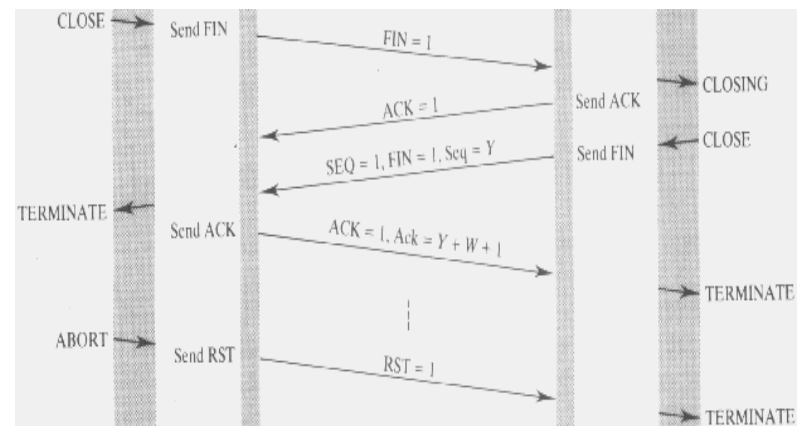 CLOSE
Send FIN
FIN = 1
CLOSING
ACK = 1
Send ACK
CLOSE
Send FIN
SEQ = 1, FIN = 1, Seq = Y
TERMINATE
Send ACK
ACK = 1, Ack = Y + W + 1
TERMINATE
ABORT
Send RST
RST = 1
TERMINATE